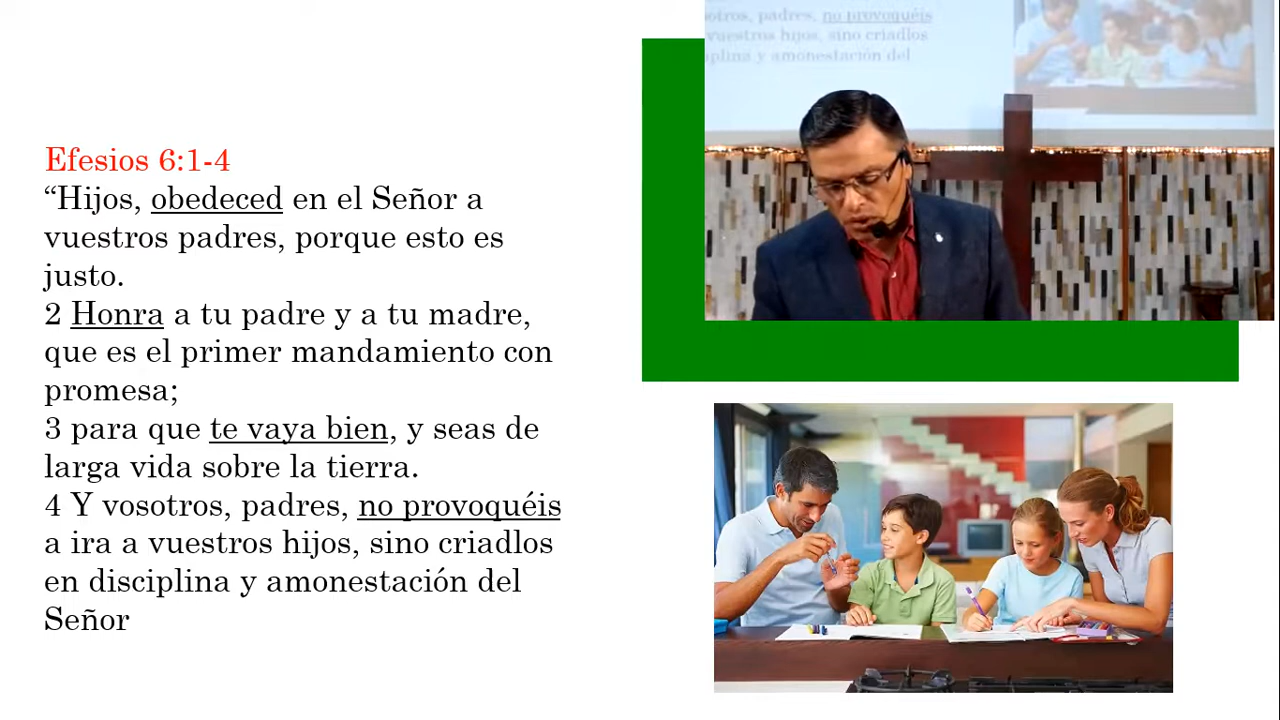 Efesios 6:1-4
“Hijos, obedeced en el Señor a
vuestros padres, porque esto es
justo.
2 Honra a tu padre y a tu madre,
que es el primer mandamiento con
promesa;
3 para que te vaya bien, y seas de
larga vida sobre la tierra.
4 Y vosotros, padres, no provoquéis
a ira a vuestros hijos, sino criadlos
en disciplina y amonestación del
Señor
padres, no provoquéis
vuestros hijos, sino criadlos
y amonestación del